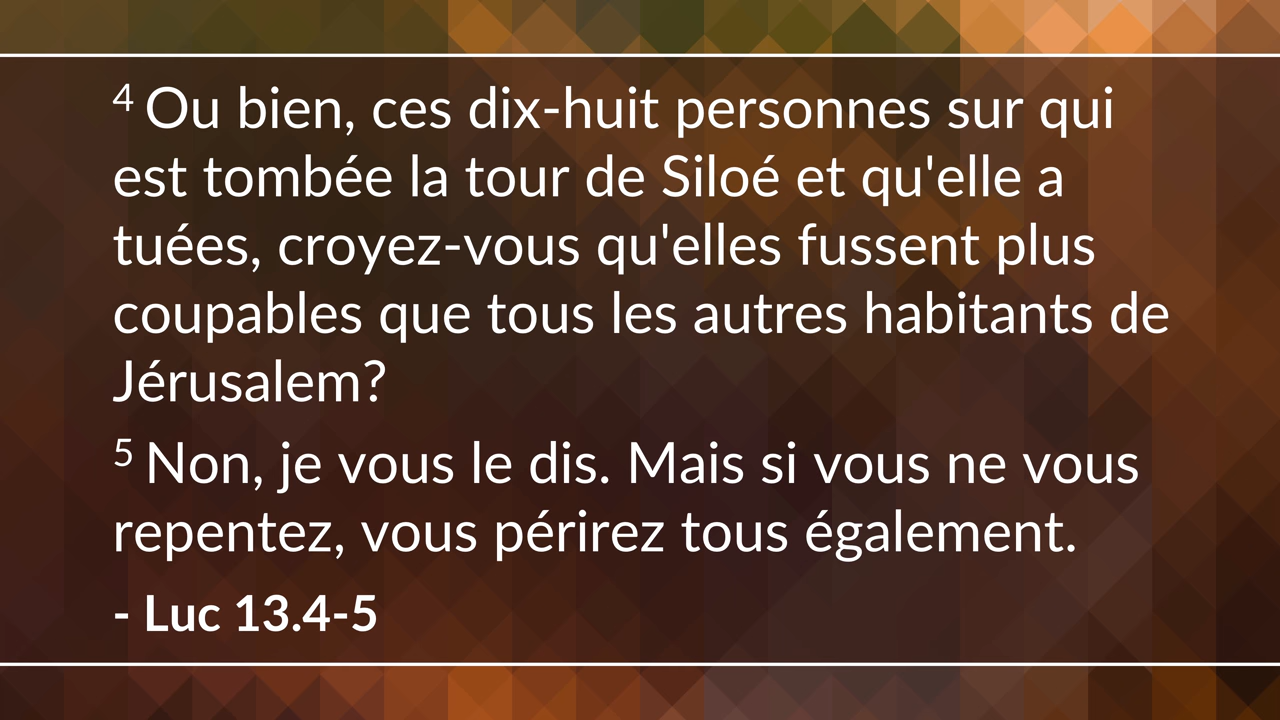 4 Ou bien, ces dix-huit personnes sur qui
est tombée la tour de Siloé et qu'elle a
tuées, croyez-vous qu'elles fussent plus
coupables que tous les autres habitants de
Jérusalem?
5 Non, je vous le dis. Mais si vous ne vous
repentez, vous périrez tous également.
- Luc 13.4-5